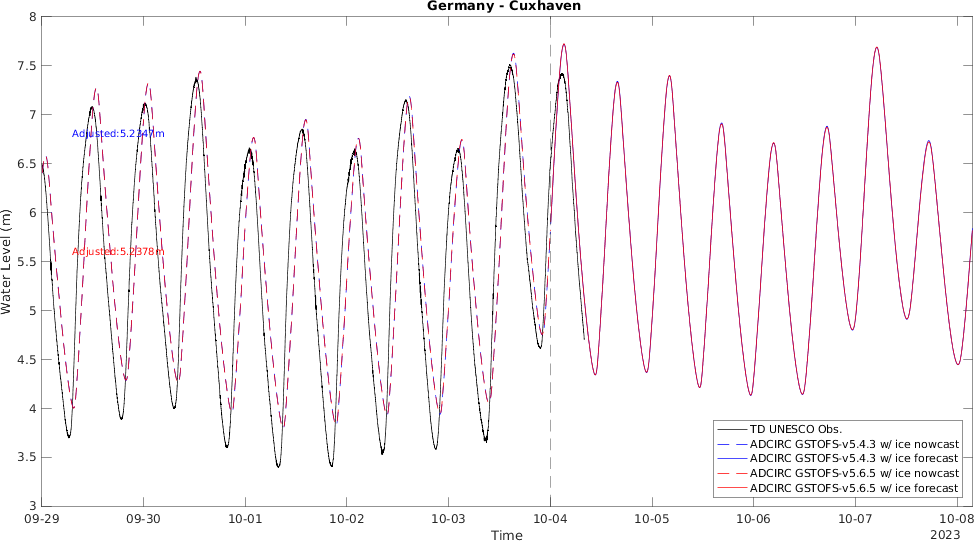 Germany - Cuxhaven
8
7.5
7
6.5
6
5.5
5
4.5
4
3.5
3
Water Level (m)
Adjusted:5.2347m
Adjusted:5.2378m
TD UNESCO Obs.
ADCIRC GSTOFS-v5.4.3 w/ ice nowcast
ADCIRC GSTOFS-v5.4.3 w/ ice forecast
ADCIRC GSTOFS-v5.6.5 w/ ice nowcast
ADCIRC GSTOFS-v5.6.5 w/ ice forecast
09-29 09-30 10-01 10-02 10-03 10-04 10-05 10-06 10-07 10-08
Time
2023